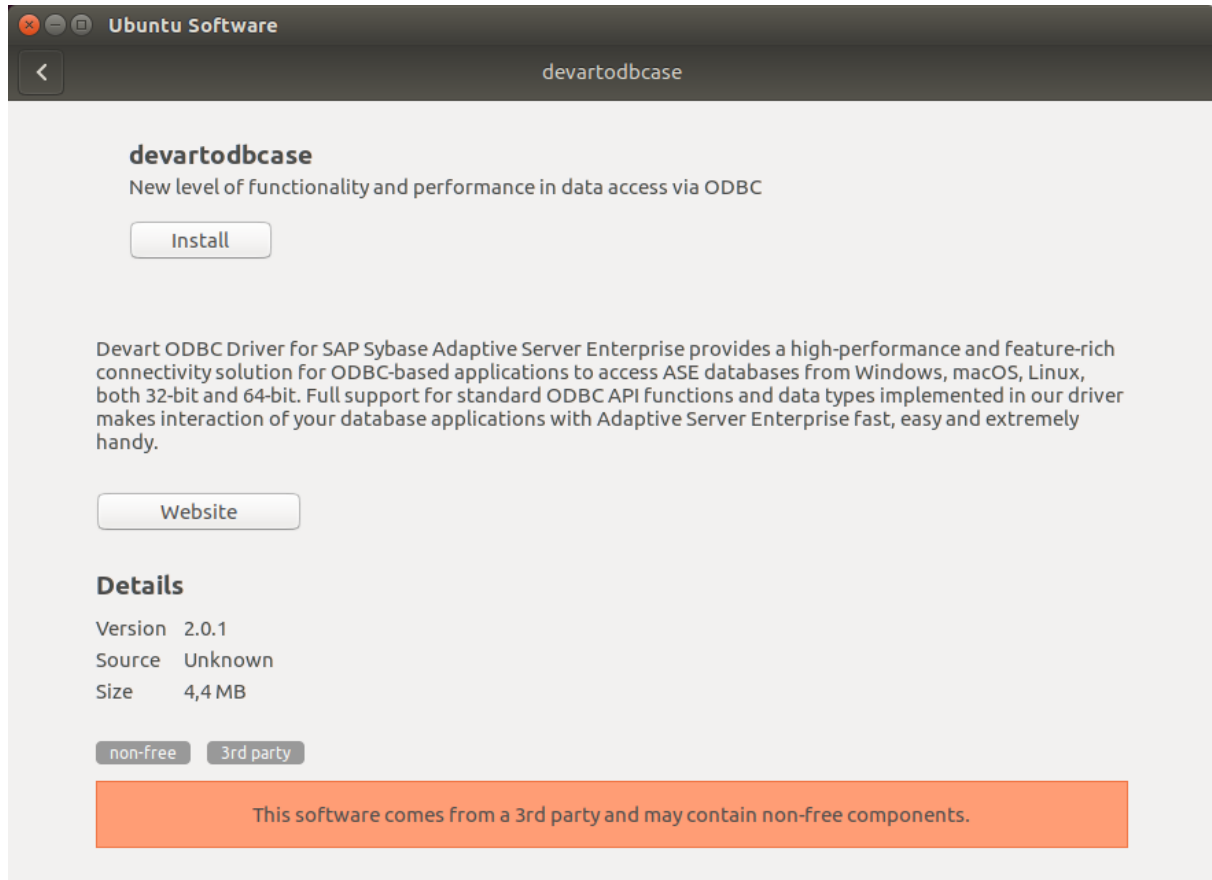 Ubuntu Software
devartodbcase
devartodbcase
New level of functionality and performance in data access via ODBC
Install
Devart ODBC Driver for SAP Sybase Adaptive Server Enterprise provides a high-performance and feature-rich
connectivity solution for ODBC-based applications to access ASE databases from Windows, macOS, Linux,
both 32-bit and 64-bit. Full support for standard ODBC API functions and data types implemented in our driver
makes interaction of your database applications with Adaptive Server Enterprise fast, easy and extremely
handy.
Website
Details
Version 2.0.1
Source Unknown
Size 4,4 MB
non-free 3rd party
This software comes from a 3rd party and may contain non-free components.